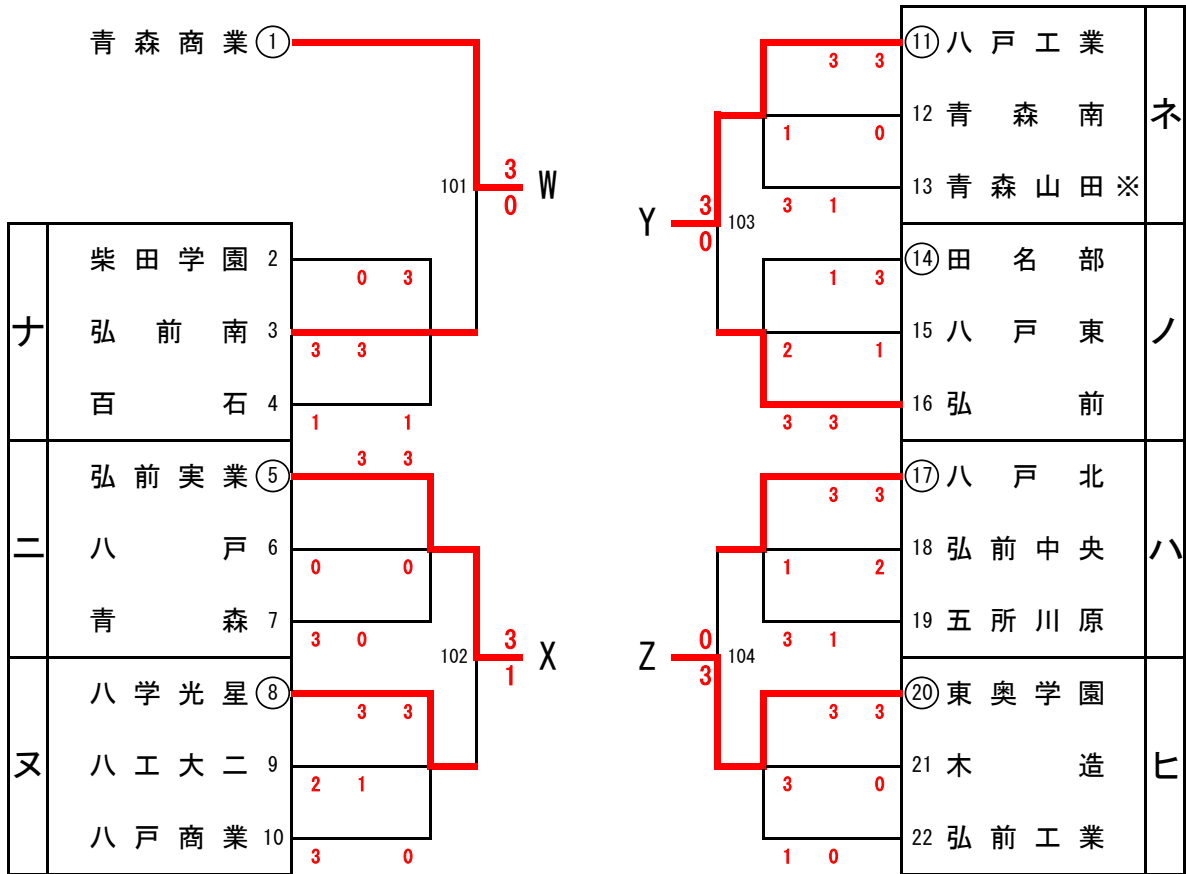 青森商業 ①
101
3
0
W
ナ
柴田学園 2
0 3
弘前南 3
3 3
百石 4
1 1
ニ
3 3
弘前実業 ⑤
八戸 6
0 0
青森 7
3 0
102
3
1
X
ヌ
八学光星 ⑧
3 3
八工大二 9
2 1
八戸商業 10
3 0
⑪ 八戸工業
3 3
ネ
12 青森南
1 0
13 青森山田※
3 1
Y
3
0
103
⑭ 田名部
1 3
ノ
15 八戸東
2 1
16 弘前
3 3
⑰ 八戸北
3 3
ハ
18 弘前中央
1 2
19 五所川原
3 1
Z
0
3
104
⑳ 東奥学園
3 3
ヒ
21 木造
3 0
22 弘前工業
1 0